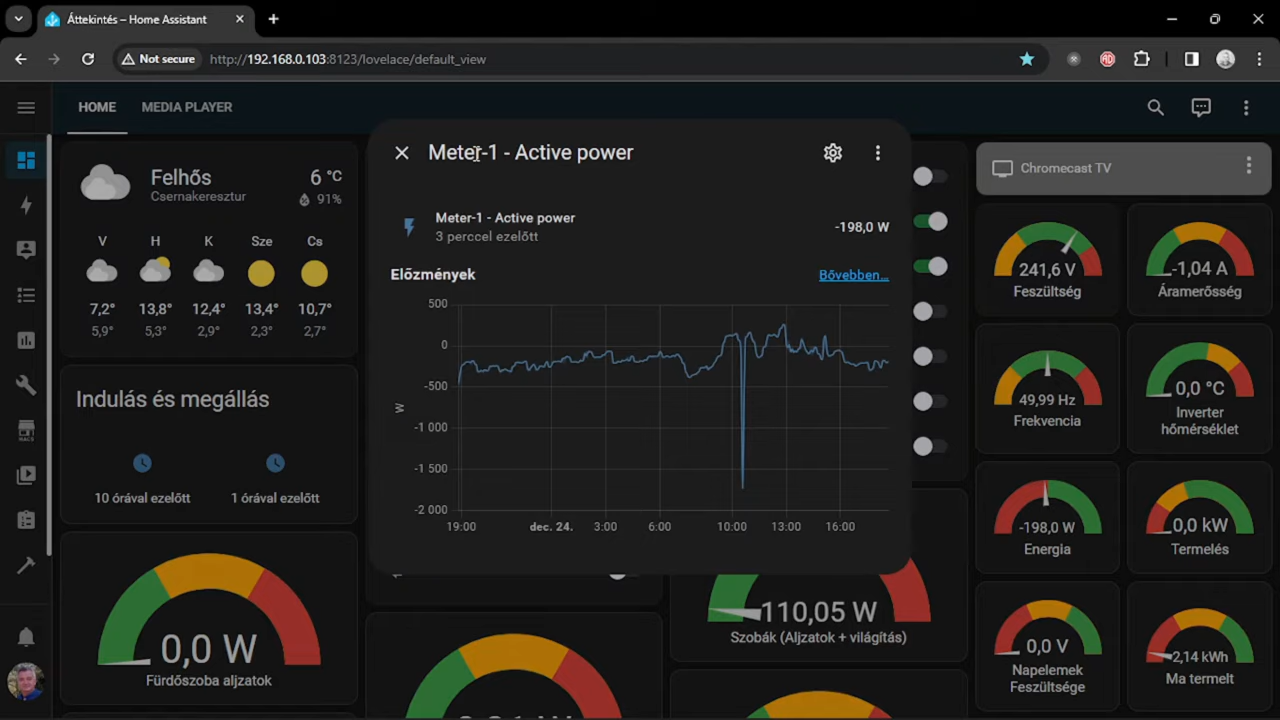 Áttekintés – Home Assistant
Not secure
http://192.168.0.103:8123/lovelace/default_view
HOME
MEDIA PLAYER
Felhős
Csernakeresztur
6 °C
91%
V H K Sze Cs
7,2° 13,8° 12,4° 13,4° 10,7°
5,9° 5,3° 2,9° 2,3° 2,7°
Indulás és megállás
10 órával ezelőtt
1 órával ezelőtt
0,0 W
Fürdőszoba aljzatok
HACS
Meter-1 - Active power
Meter-1 - Active power
3 perccel ezelőtt
-198,0 W
Előzmények
Bővebben…
500
0
-500
W
-1 000
-1 500
-2 000
19:00 dec. 24. 3:00 6:00 10:00 13:00 16:00
110,05 W
Szobák (Aljzatok + világítás)
Chromecast TV
241,6 V
Feszültség
-1,04 A
Áramerősség
49,99 Hz
Frekvencia
0,0 °C
Inverter
hőmérséklet
-198,0 W
Energia
0,0 kW
Termelés
0,0 V
Napelemek
Feszültsége
2,14 kWh
Ma termelt